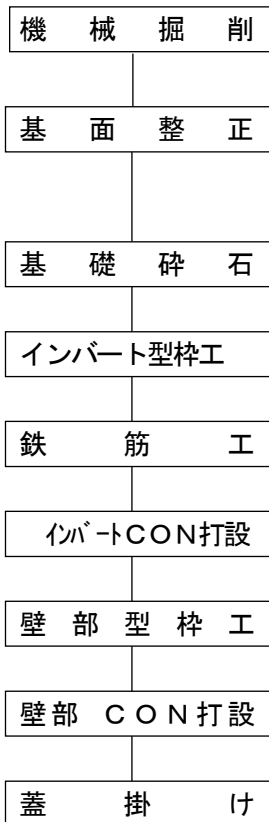 機械掘削
基面整正
基礎砕石
インバート型枠工
鉄筋工
ｲﾝﾊﾞｰﾄＣＯＮ打設
壁部型枠工
壁部 ＣＯＮ打設
蓋掛け